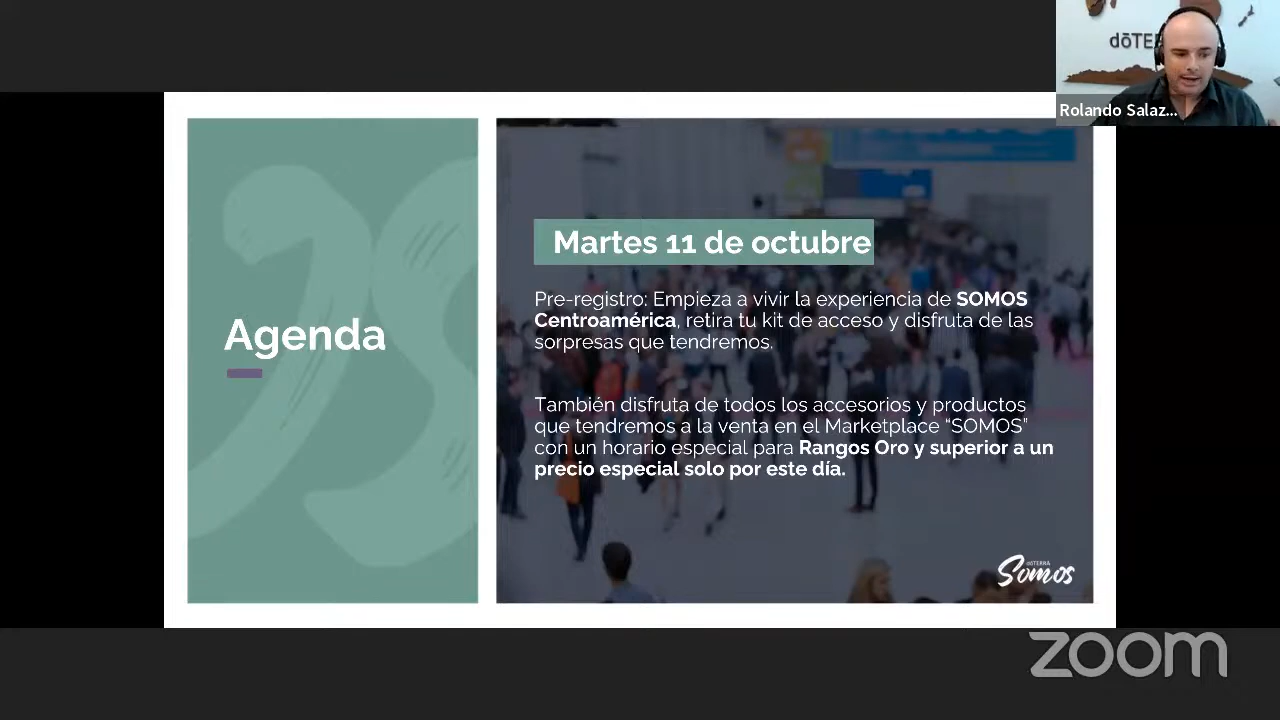 dōTE
Rolando Salaz...
Agenda
Martes 11 de octubre
Pre-registro: Empieza a vivir la experiencia de SOMOS
Centroamérica, retira tu kit de acceso y disfruta de las
sorpresas que tendremos.
También disfruta de todos los accesorios y productos
que tendremos a la venta en el Marketplace “SOMOS”
con un horario especial para Rangos Oro y superior a un
precio especial solo por este día.
dōTERRA
Somos
zoom